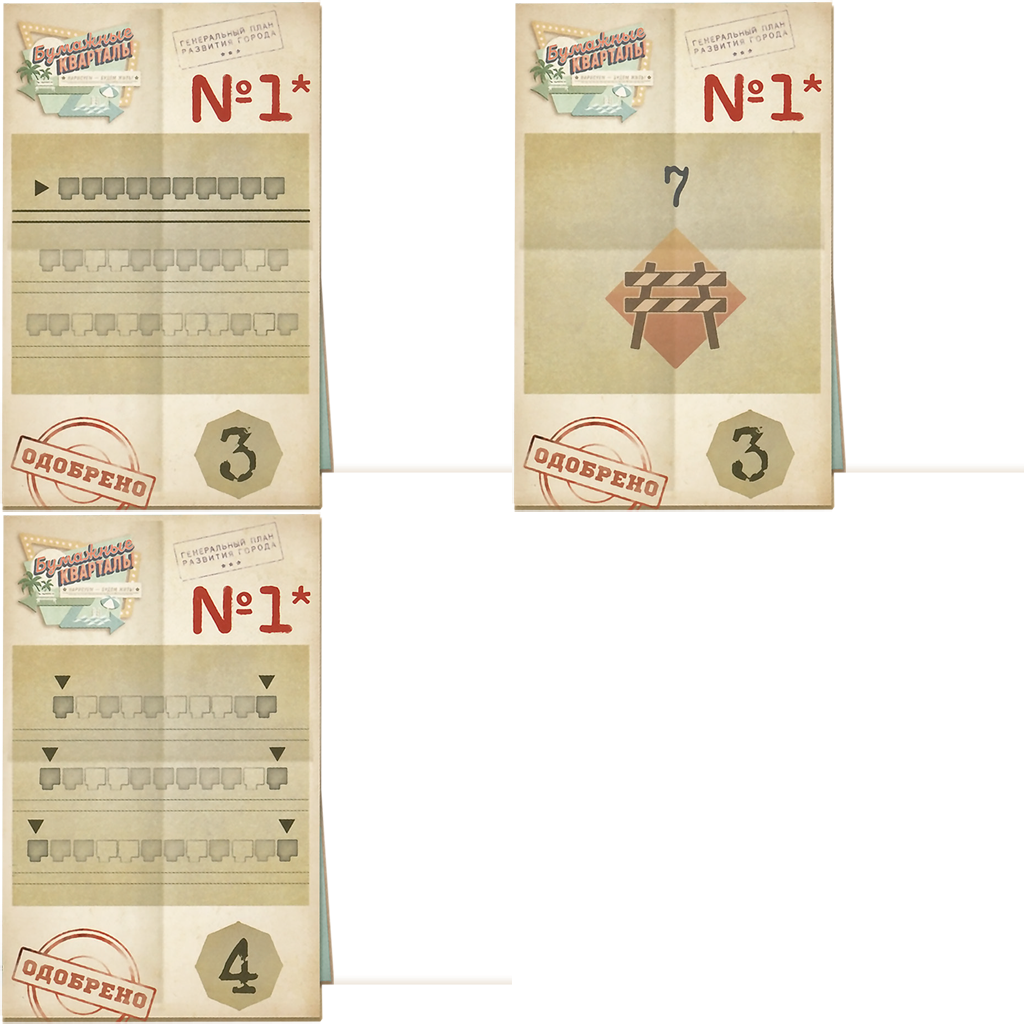 Бумажные
КВАРТАЛЫ
ГЕНЕРАЛЬНЫЙ ПЛАН
РАЗВИТИЯ ГОРОДА
№1*
ОДОБРЕНО
3
Бумажные
КВАРТАЛЫ
ГЕНЕРАЛЬНЫЙ ПЛАН
РАЗВИТИЯ ГОРОДА
№1*
7
ОДОБРЕНО
3
Бумажные
КВАРТАЛЫ
ГЕНЕРАЛЬНЫЙ ПЛАН
РАЗВИТИЯ ГОРОДА
№1*
ОДОБРЕНО
4